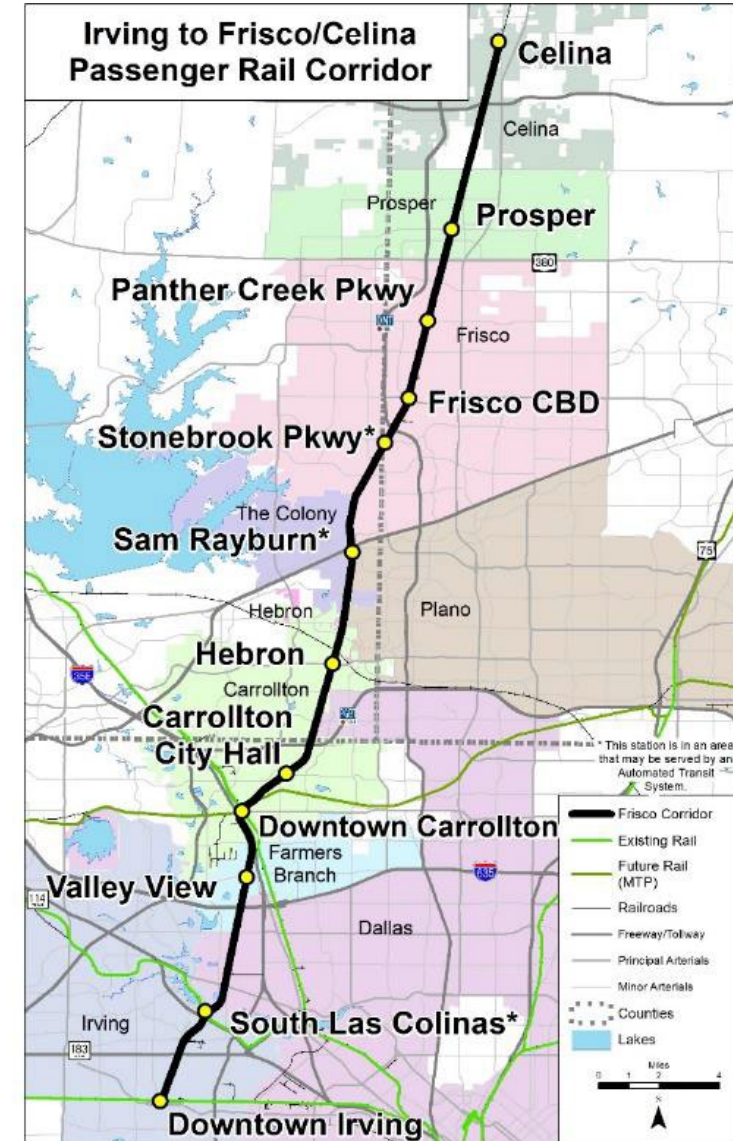 Irving to Frisco/Celina
Passenger Rail Corridor
Celina
Celina
Prosper
Prosper
380
Panther Creek Pkwy
Frisco
Frisco CBD
Stonebrook Pkwy*
The Colony
Sam Rayburn*
75
Hebron
Plano
Hebron
35E
Carrollton
Carrollton
City Hall
* This station is in an area
that may be served by an
Automated Transit
System.
Downtown Carrollton
Farmers
Branch
Valley View
635
114
Dallas
Irving
South Las Colinas*
183
Downtown Irving
Frisco Corridor
Existing Rail
Future Rail
(MTP)
Railroads
Freeway/Tollway
Principal Arterials
Minor Arterials
Counties
Lakes
Miles
0 1 2 4